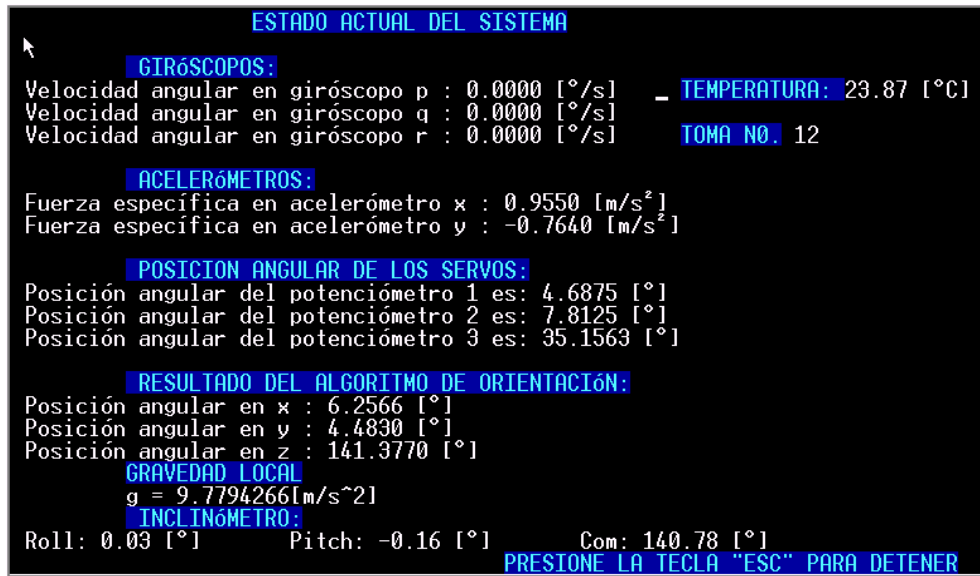 ESTADO ACTUAL DEL SISTEMA
GIRóSCOPOS:
Velocidad angular en giróscopo p : 0.0000 [°/s] _ TEMPERATURA: 23.87 [°C]
Velocidad angular en giróscopo q : 0.0000 [°/s]
Velocidad angular en giróscopo r : 0.0000 [°/s] TOMA N0. 12
ACELERóMETROS:
Fuerza específica en acelerómetro x : 0.9550 [m/s²]
Fuerza específica en acelerómetro y : -0.7640 [m/s²]
POSICION ANGULAR DE LOS SERVOS:
Posición angular del potenciómetro 1 es: 4.6875 [°]
Posición angular del potenciómetro 2 es: 7.8125 [°]
Posición angular del potenciómetro 3 es: 35.1563 [°]
RESULTADO DEL ALGORITMO DE ORIENTACIóN:
Posición angular en x : 6.2566 [°]
Posición angular en y : 4.4830 [°]
Posición angular en z : 141.3770 [°]
GRAVEDAD LOCAL
g = 9.7794266[m/s^2]
INCLINóMETRO:
Roll: 0.03 [°] Pitch: -0.16 [°] Com: 140.78 [°]
PRESIONE LA TECLA "ESC" PARA DETENER